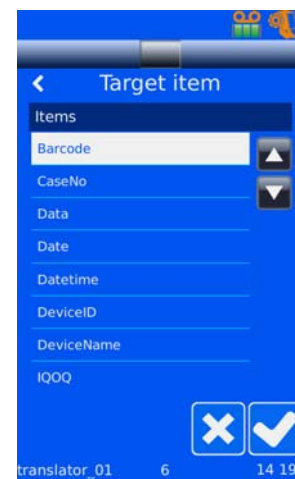 Target item
Items
Barcode
CaseNo
Data
Date
Datetime
DeviceID
DeviceName
IQOQ
translator_01 6 14 19